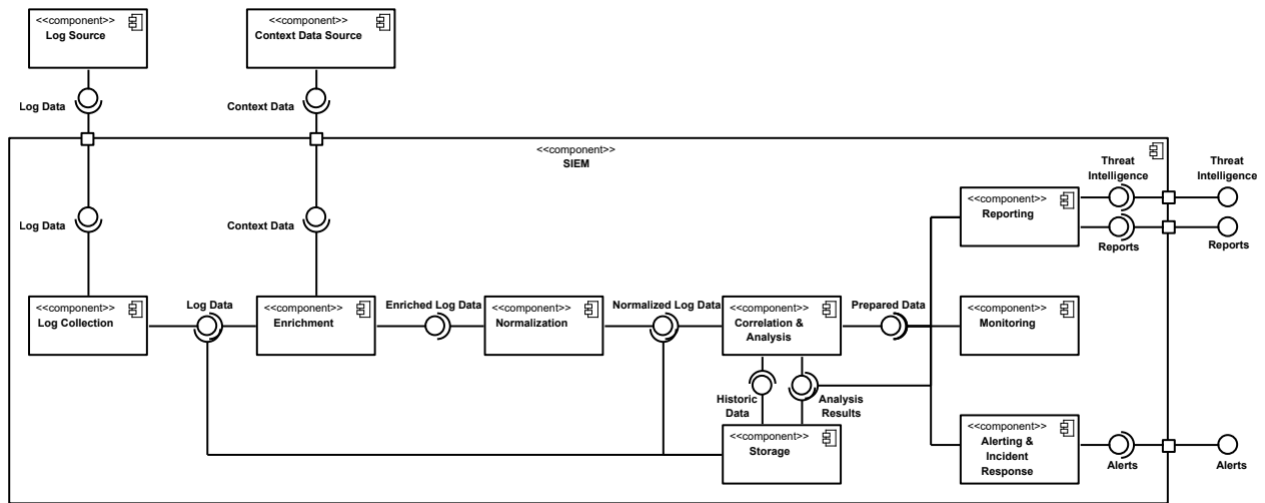 <<component>>
Log Source
<<component>>
Context Data Source
Log Data
Context Data
<<component>>
SIEM
Threat
Intelligence
Threat
Intelligence
<<component>>
Reporting
Log Data
Context Data
Reports
Reports
<<component>>
Log Collection
Log Data
<<component>>
Enrichment
Enriched Log Data
<<component>>
Normalization
Normalized Log Data
<<component>>
Correlation &
Analysis
Prepared Data
<<component>>
Monitoring
Historic
Data
Analysis
Results
<<component>>
Storage
<<component>>
Alerting &
Incident
Response
Alerts
Alerts